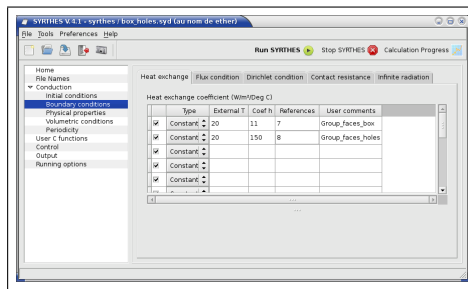 SYRTHES V.4.1 - syrthes / box_holes.syd (au nom de ether)
File Tools Preferences Help
Run SYRTHES Stop SYRTHES Calculation Progress
Home
File Names
Conduction
Initial conditions
Boundary conditions
Physical properties
Volumetric conditions
Periodicity
User C functions
Control
Output
Running options
Heat exchange Flux condition Dirichlet condition Contact resistance Infinite radiation
Heat exchange coefficient (W/m²/Deg C)
Type External T Coef h References User comments
Constant 20 11 7 Group_faces_box
Constant 20 150 8 Group_faces_holes
Constant
Constant
Constant